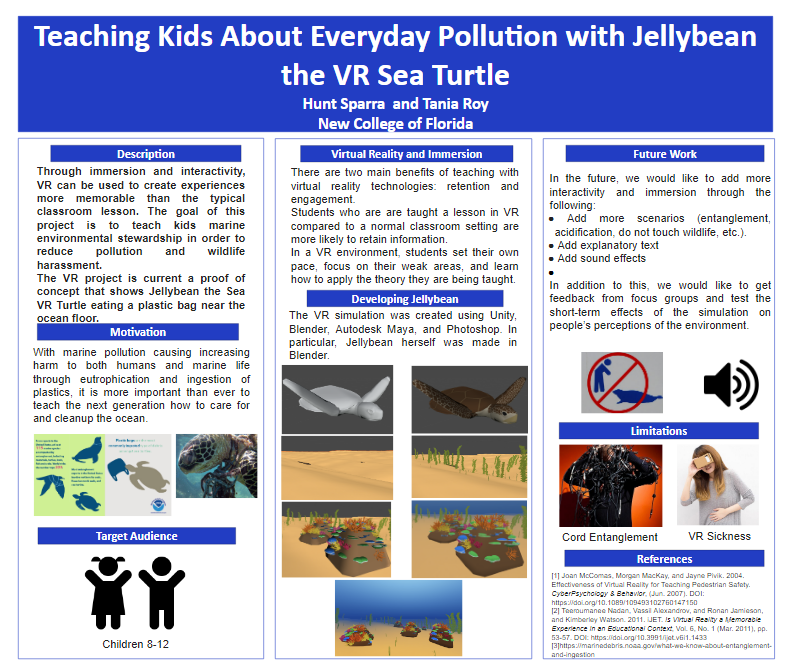 Teaching Kids About Everyday Pollution with Jellybean
the VR Sea Turtle
Hunt Sparra and Tania Roy
New College of Florida
Description
Through immersion and interactivity,
VR can be used to create experiences
more memorable than the typical
classroom lesson. The goal of this
project is to teach kids marine
environmental stewardship in order to
reduce pollution and wildlife
harassment.
The VR project is current a proof of
concept that shows Jellybean the Sea
VR Turtle eating a plastic bag near the
ocean floor.
Motivation
With marine pollution causing increasing
harm to both humans and marine life
through eutrophication and ingestion of
plastics, it is more important than ever to
teach the next generation how to care for
and cleanup the ocean.
Target Audience
Children 8-12
Virtual Reality and Immersion
There are two main benefits of teaching with
virtual reality technologies: retention and
engagement.
Students who are are taught a lesson in VR
compared to a normal classroom setting are
more likely to retain information.
In a VR environment, students set their own
pace, focus on their weak areas, and learn
how to apply the theory they are being taught.
Developing Jellybean
The VR simulation was created using Unity,
Blender, Autodesk Maya, and Photoshop. In
particular, Jellybean herself was made in
Blender.
Future Work
In the future, we would like to add more
interactivity and immersion through the
following:
● Add more scenarios (entanglement,
acidification, do not touch wildlife, etc.).
● Add explanatory text
● Add sound effects
●
In addition to this, we would like to get
feedback from focus groups and test the
short-term effects of the simulation on
people's perceptions of the environment.
Limitations
Cord Entanglement
VR Sickness
References
[1] Joan McComas, Morgan MacKay, and Jayne Pivik. 2004.
Effectiveness of Virtual Reality for Teaching Pedestrian Safety.
CyberPsychology & Behavior, (Jun. 2007). DOI:
https://doi.org/10.1089/109493102760147150
[2] Teeroumanee Nadan, Vassil Alexandrov, and Ronan Jamieson,
and Kimberley Watson. 2011. iJET. Is Virtual Reality a Memorable
Experience in an Educational Context, Vol. 6, No. 1 (Mar. 2011), pp.
53-57. DOI: https://doi.org/10.3991/ijet.v6i1.1433
[3]https://marinedebris.noaa.gov/what-we-know-about-entanglement-
and-ingestion